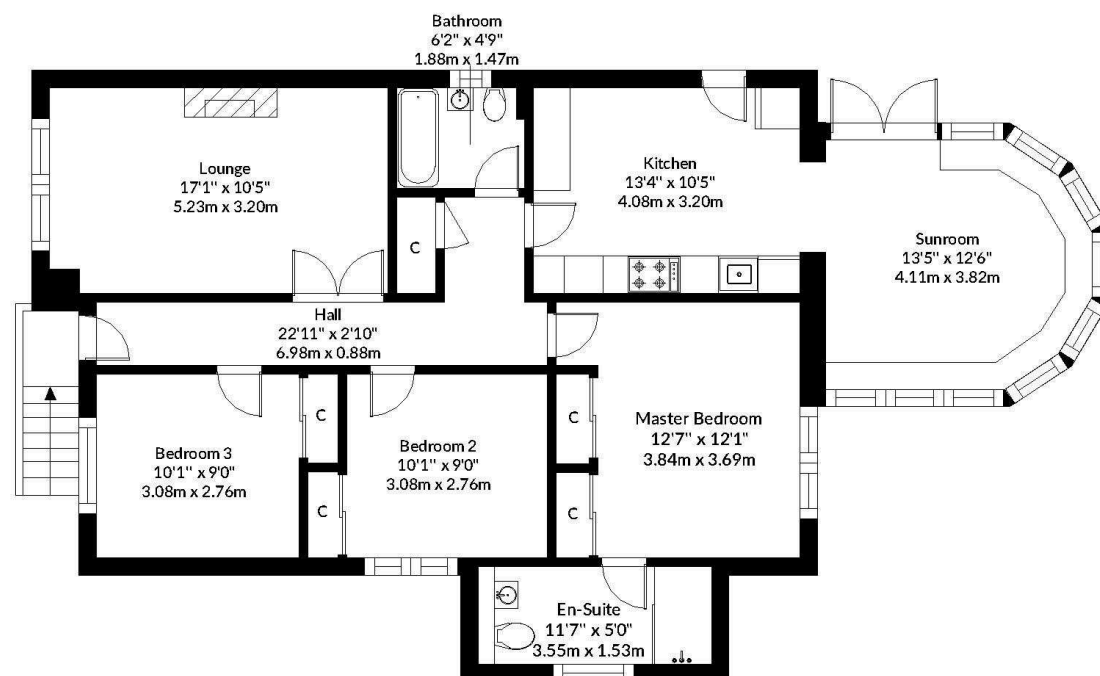 Bathroom
6'2" x 4'9"
1.88m x 1.47m
Lounge
17'1" x 10'5"
5.23m x 3.20m
Kitchen
13'4" x 10'5"
4.08m x 3.20m
C
Sunroom
13'5" x 12'6"
4.11m x 3.82m
Hall
22'11" x 2'10"
6.98m x 0.88m
Bedroom 3
10'1" x 9'0"
3.08m x 2.76m
C
C
Bedroom 2
10'1" x 9'0"
3.08m x 2.76m
C
C
Master Bedroom
12'7" x 12'1"
3.84m x 3.69m
En-Suite
11'7" x 5'0"
3.55m x 1.53m